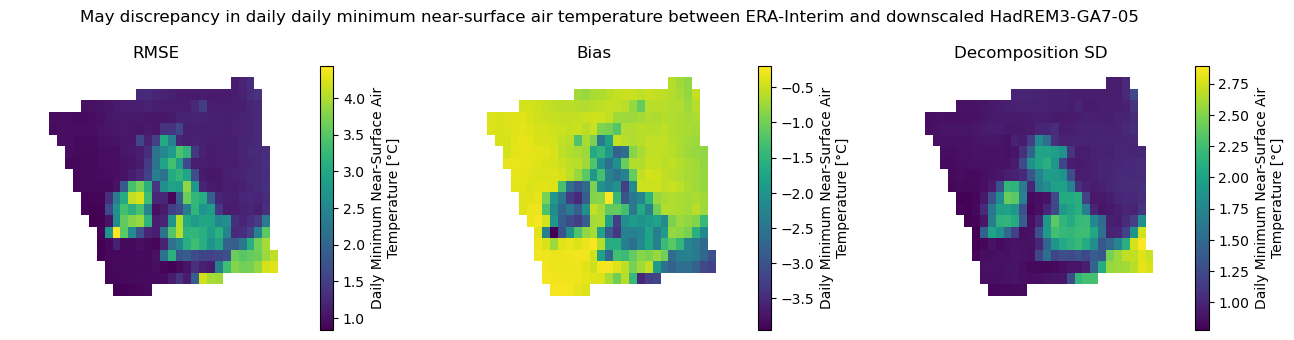 May discrepancy in daily daily minimum near-surface air temperature between ERA-Interim and downscaled HadREM3-GA7-05
RMSE
4.0
3.5
3.0
2.5
2.0
1.5
1.0
Daily Minimum Near-Surface Air
Temperature [°C]
Bias
−0.5
−1.0
−1.5
−2.0
−2.5
−3.0
−3.5
Daily Minimum Near-Surface Air
Temperature [°C]
Decomposition SD
2.75
2.50
2.25
2.00
1.75
1.50
1.25
1.00
Daily Minimum Near-Surface Air
Temperature [°C]